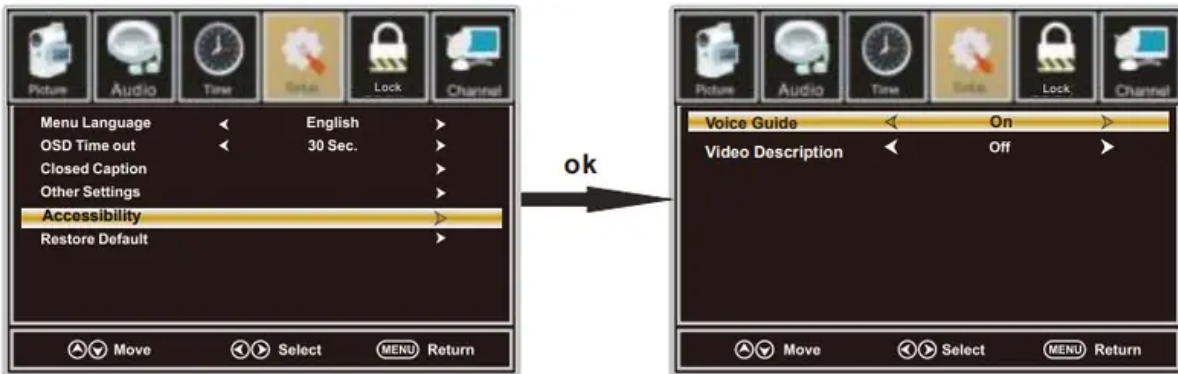 Picture Audio Time Setup Lock Channel
Menu Language English
OSD Time out 30 Sec.
Closed Caption
Other Settings
Accessibility
Restore Default
Move Select MENU Return
ok
Picture Audio Time Setup Lock Channel
Voice Guide On
Video Description Off
Move Select MENU Return